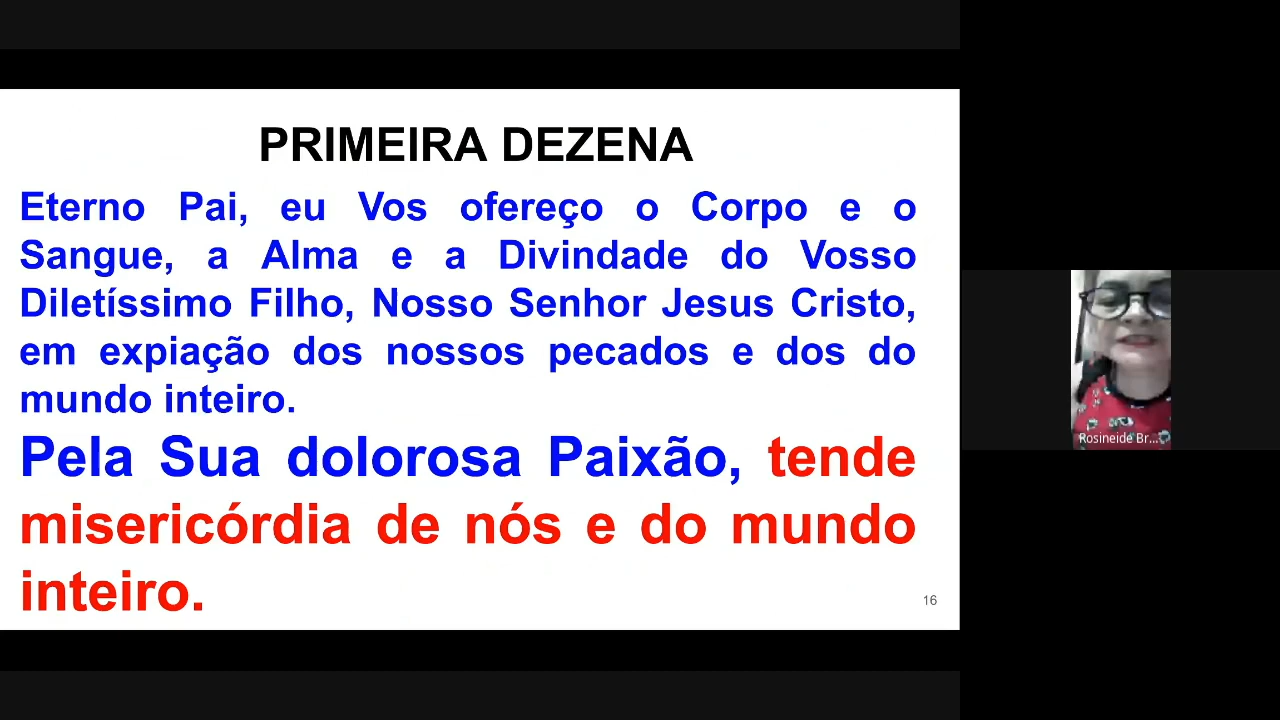 PRIMEIRA DEZENA
Eterno Pai, eu Vos ofereço o Corpo e o
Sangue, a Alma e a Divindade do Vosso
Diletíssimo Filho, Nosso Senhor Jesus Cristo,
em expiação dos nossos pecados e dos do
mundo inteiro.
Pela Sua dolorosa Paixão, tende
misericórdia de nós e do mundo
inteiro.
16
Rosineide Br...